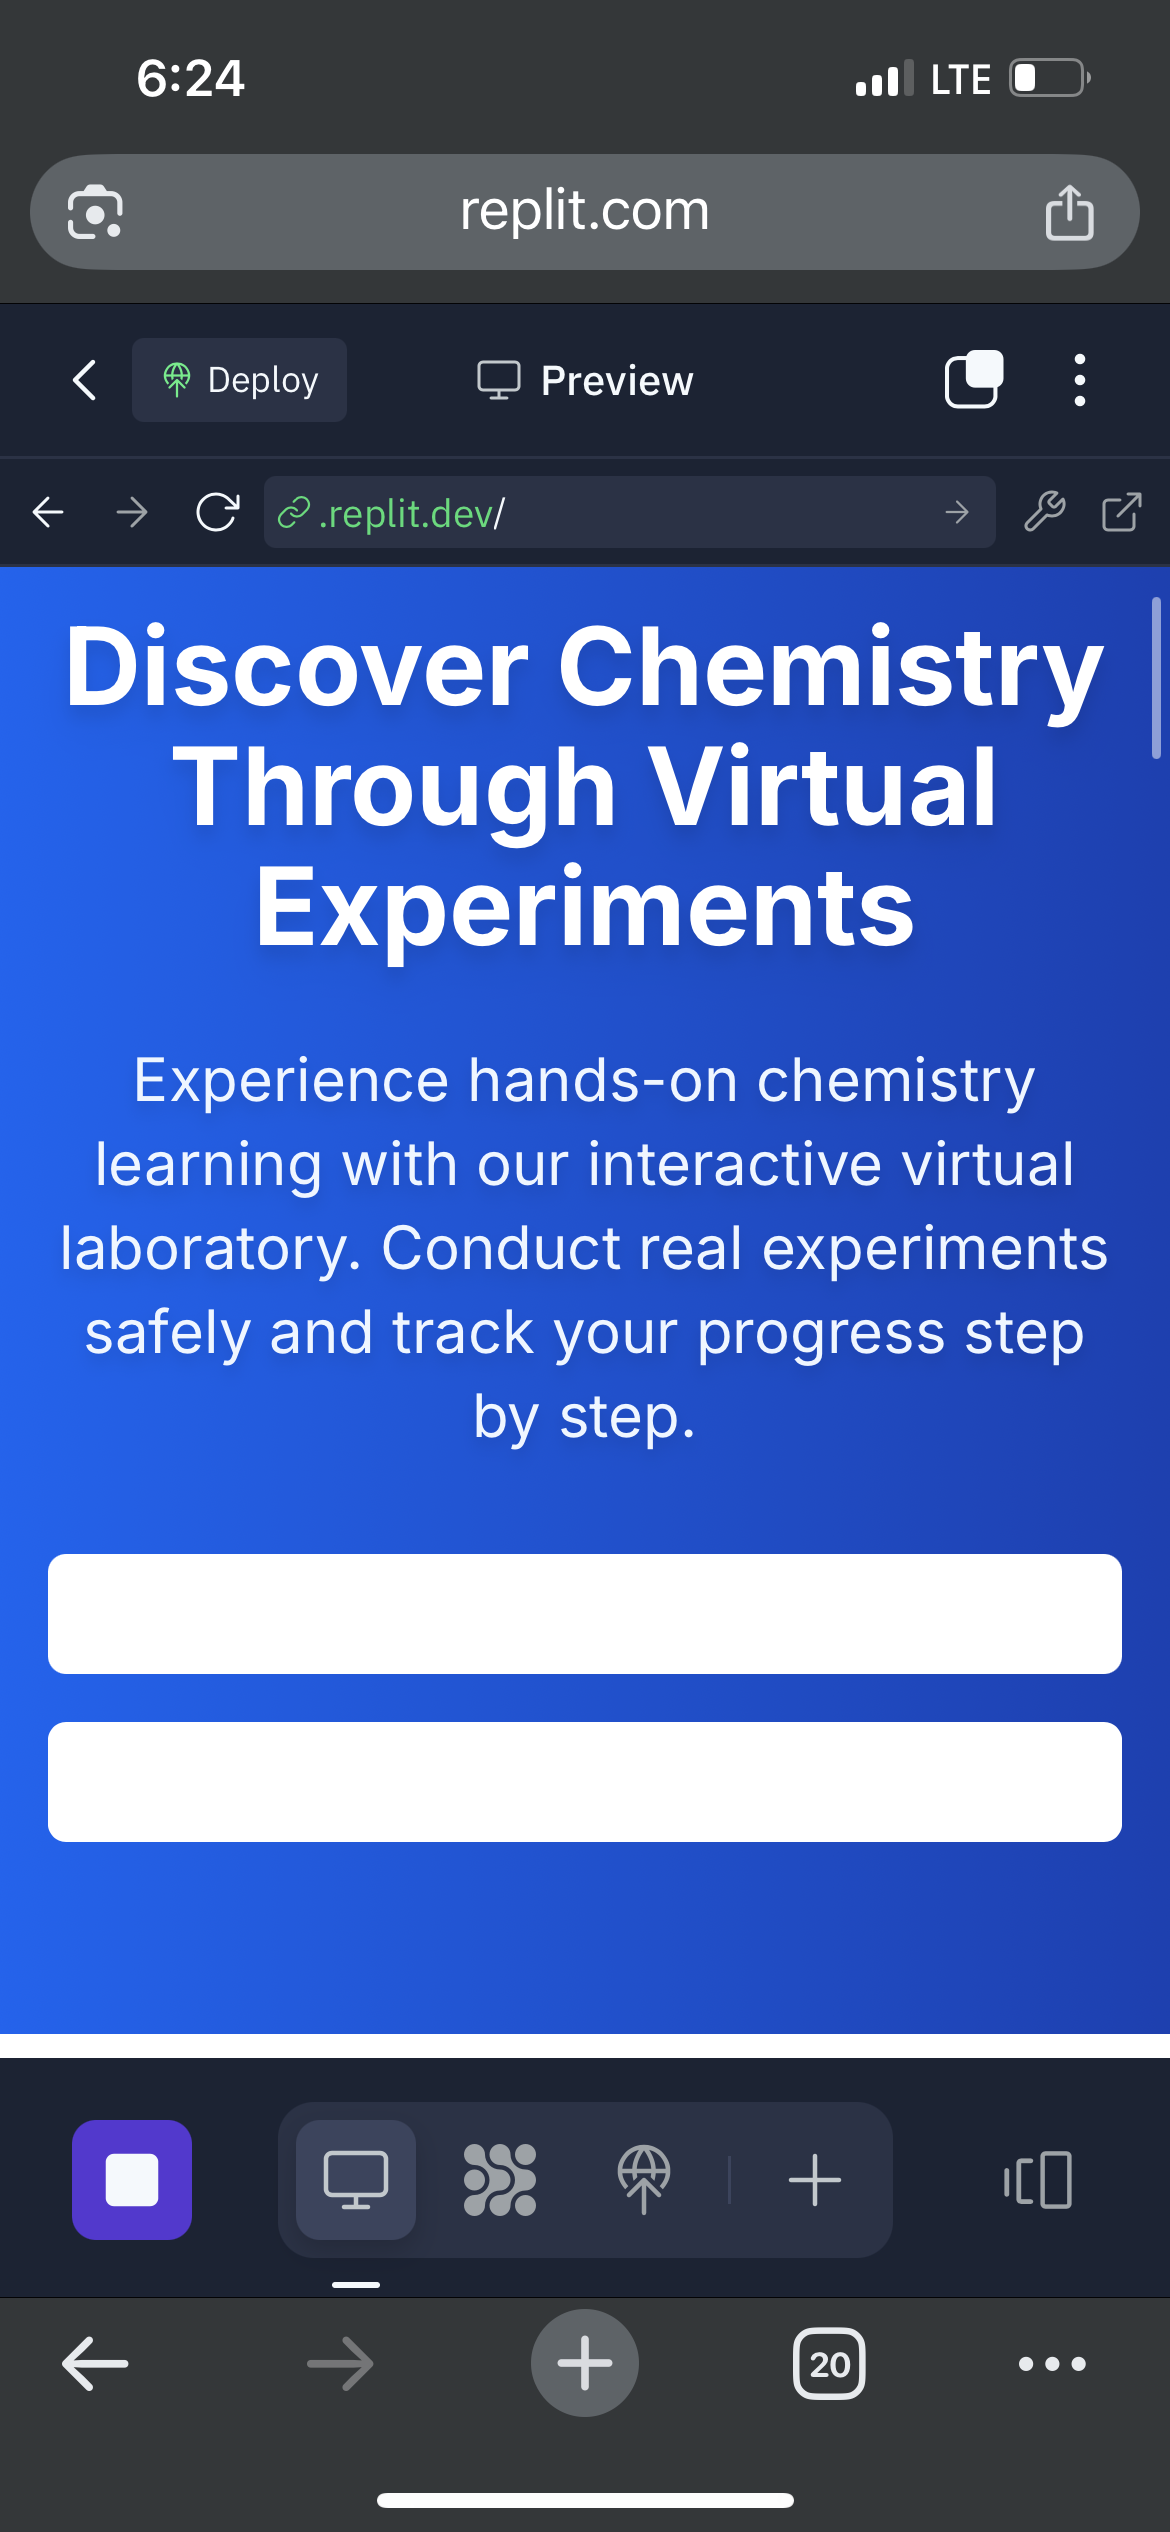 6:24
LTE
replit.com
Deploy
Preview
.replit.dev/
Discover Chemistry
Through Virtual
Experiments
Experience hands-on chemistry
learning with our interactive virtual
laboratory. Conduct real experiments
safely and track your progress step
by step.
20